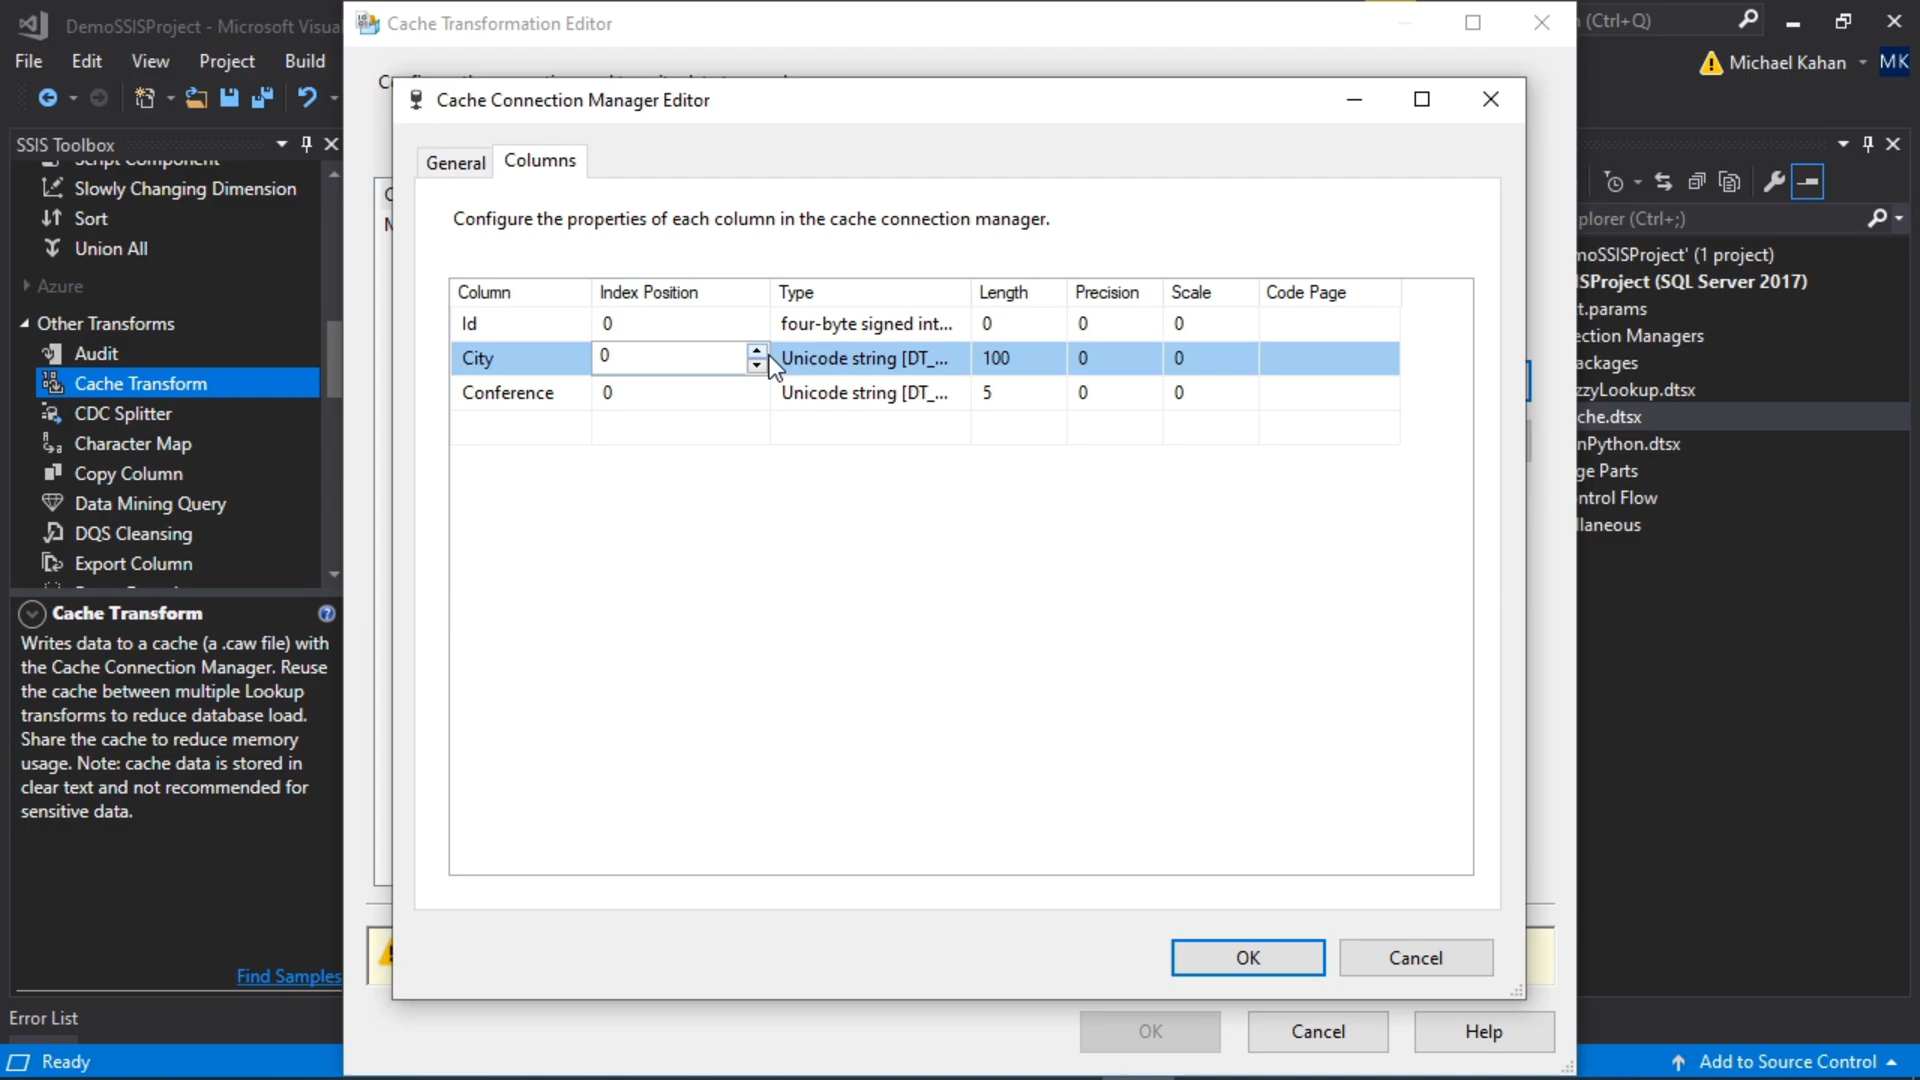 DemoSSISProject - Microsoft Visua
Cache Transformation Editor
(Ctrl+Q)
File Edit View Project Build
Michael Kahan MK
Cache Connection Manager Editor
SSIS Toolbox
General Columns
Script Component
Slowly Changing Dimension
Sort
Union All
Azure
Other Transforms
Audit
Cache Transform
CDC Splitter
Character Map
Copy Column
Data Mining Query
DQS Cleansing
Export Column
Configure the properties of each column in the cache connection manager.
Column Index Position Type Length Precision Scale Code Page
Id 0 four-byte signed int... 0 0 0
City 0 Unicode string [DT_... 100 0 0
Conference 0 Unicode string [DT_... 5 0 0
plorer (Ctrl+;)
moSSISProject' (1 project)
ISProject (SQL Server 2017)
t.params
ection Managers
ackages
zzyLookup.dtsx
che.dtsx
nPython.dtsx
ge Parts
ntrol Flow
llaneous
Cache Transform
Writes data to a cache (a .caw file) with
the Cache Connection Manager. Reuse
the cache between multiple Lookup
transforms to reduce database load.
Share the cache to reduce memory
usage. Note: cache data is stored in
clear text and not recommended for
sensitive data.
Find Samples
OK Cancel
Error List
OK Cancel Help
Ready
Add to Source Control